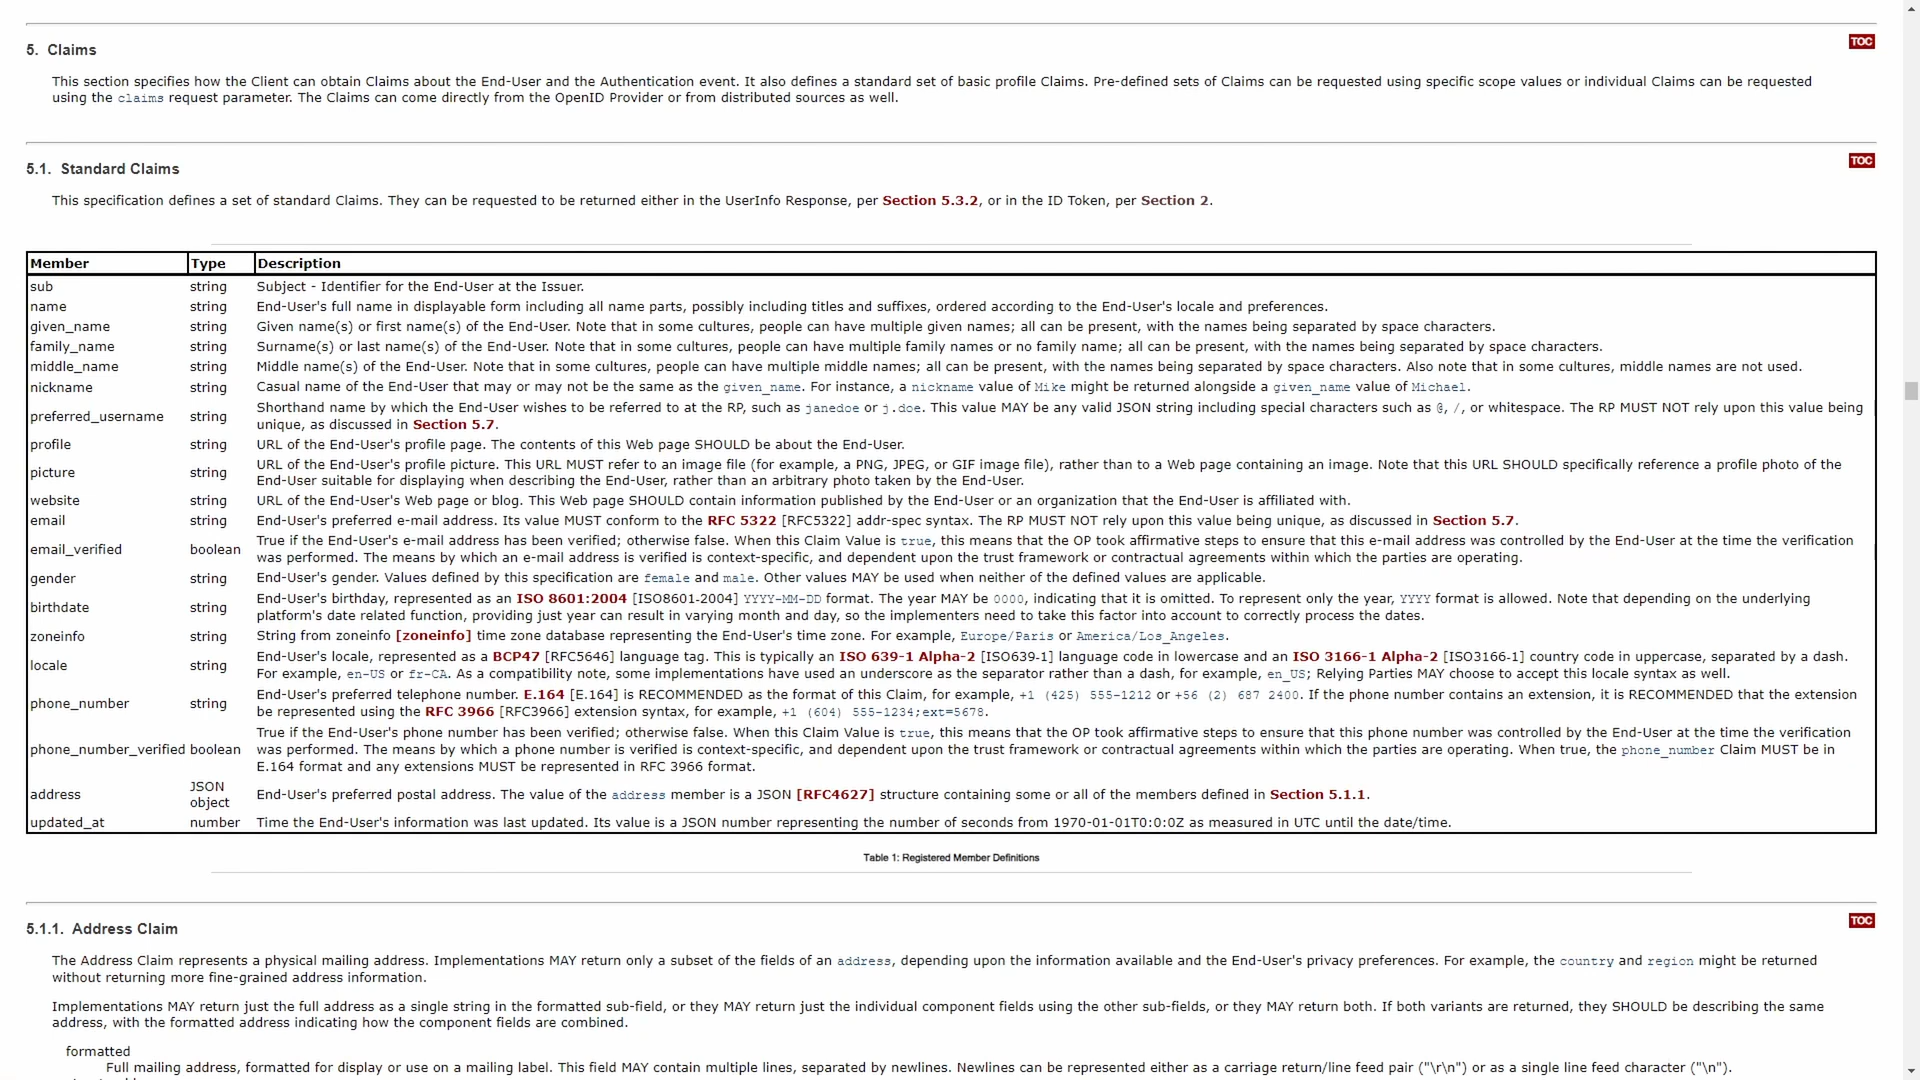 5.  Claims
TOC
This section specifies how the Client can obtain Claims about the End-User and the Authentication event. It also defines a standard set of basic profile Claims. Pre-defined sets of Claims can be requested using specific scope values or individual Claims can be requested
using the claims request parameter. The Claims can come directly from the OpenID Provider or from distributed sources as well.
5.1.  Standard Claims
TOC
This specification defines a set of standard Claims. They can be requested to be returned either in the UserInfo Response, per Section 5.3.2, or in the ID Token, per Section 2.
Member Type Description
sub string Subject - Identifier for the End-User at the Issuer.
name string End-User's full name in displayable form including all name parts, possibly including titles and suffixes, ordered according to the End-User's locale and preferences.
given_name string Given name(s) or first name(s) of the End-User. Note that in some cultures, people can have multiple given names; all can be present, with the names being separated by space characters.
family_name string Surname(s) or last name(s) of the End-User. Note that in some cultures, people can have multiple family names or no family name; all can be present, with the names being separated by space characters.
middle_name string Middle name(s) of the End-User. Note that in some cultures, people can have multiple middle names; all can be present, with the names being separated by space characters. Also note that in some cultures, middle names are not used.
nickname string Casual name of the End-User that may or may not be the same as the given_name. For instance, a nickname value of Mike might be returned alongside a given_name value of Michael.
preferred_username string Shorthand name by which the End-User wishes to be referred to at the RP, such as janedoe or j.doe. This value MAY be any valid JSON string including special characters such as @, /, or whitespace. The RP MUST NOT rely upon this value being
unique, as discussed in Section 5.7.
profile string URL of the End-User's profile page. The contents of this Web page SHOULD be about the End-User.
picture string URL of the End-User's profile picture. This URL MUST refer to an image file (for example, a PNG, JPEG, or GIF image file), rather than to a Web page containing an image. Note that this URL SHOULD specifically reference a profile photo of the
End-User suitable for displaying when describing the End-User, rather than an arbitrary photo taken by the End-User.
website string URL of the End-User's Web page or blog. This Web page SHOULD contain information published by the End-User or an organization that the End-User is affiliated with.
email string End-User's preferred e-mail address. Its value MUST conform to the RFC 5322 [RFC5322] addr-spec syntax. The RP MUST NOT rely upon this value being unique, as discussed in Section 5.7.
email_verified boolean True if the End-User's e-mail address has been verified; otherwise false. When this Claim Value is true, this means that the OP took affirmative steps to ensure that this e-mail address was controlled by the End-User at the time the verification
was performed. The means by which an e-mail address is verified is context-specific, and dependent upon the trust framework or contractual agreements within which the parties are operating.
gender string End-User's gender. Values defined by this specification are female and male. Other values MAY be used when neither of the defined values are applicable.
birthdate string End-User's birthday, represented as an ISO 8601:2004 [ISO8601-2004] YYYY-MM-DD format. The year MAY be 0000, indicating that it is omitted. To represent only the year, YYYY format is allowed. Note that depending on the underlying
platform's date related function, providing just year can result in varying month and day, so the implementers need to take this factor into account to correctly process the dates.
zoneinfo string String from zoneinfo [zoneinfo] time zone database representing the End-User's time zone. For example, Europe/Paris or America/Los_Angeles.
locale string End-User's locale, represented as a BCP47 [RFC5646] language tag. This is typically an ISO 639-1 Alpha-2 [ISO639-1] language code in lowercase and an ISO 3166-1 Alpha-2 [ISO3166-1] country code in uppercase, separated by a dash.
For example, en-US or fr-CA. As a compatibility note, some implementations have used an underscore as the separator rather than a dash, for example, en_US; Relying Parties MAY choose to accept this locale syntax as well.
phone_number string End-User's preferred telephone number. E.164 [E.164] is RECOMMENDED as the format of this Claim, for example, +1 (425) 555-1212 or +56 (2) 687 2400. If the phone number contains an extension, it is RECOMMENDED that the extension
be represented using the RFC 3966 [RFC3966] extension syntax, for example, +1 (604) 555-1234;ext=5678.
phone_number_verified boolean True if the End-User's phone number has been verified; otherwise false. When this Claim Value is true, this means that the OP took affirmative steps to ensure that this phone number was controlled by the End-User at the time the verification
was performed. The means by which a phone number is verified is context-specific, and dependent upon the trust framework or contractual agreements within which the parties are operating. When true, the phone_number Claim MUST be in
E.164 format and any extensions MUST be represented in RFC 3966 format.
address JSON object End-User's preferred postal address. The value of the address member is a JSON [RFC4627] structure containing some or all of the members defined in Section 5.1.1.
updated_at number Time the End-User's information was last updated. Its value is a JSON number representing the number of seconds from 1970-01-01T0:0:0Z as measured in UTC until the date/time.
Table 1: Registered Member Definitions
5.1.1.  Address Claim
TOC
The Address Claim represents a physical mailing address. Implementations MAY return only a subset of the fields of an address, depending upon the information available and the End-User's privacy preferences. For example, the country and region might be returned
without returning more fine-grained address information.
Implementations MAY return just the full address as a single string in the formatted sub-field, or they MAY return just the individual component fields using the other sub-fields, or they MAY return both. If both variants are returned, they SHOULD be describing the same
address, with the formatted address indicating how the component fields are combined.
formatted
Full mailing address, formatted for display or use on a mailing label. This field MAY contain multiple lines, separated by newlines. Newlines can be represented either as a carriage return/line feed pair ("\r\n") or as a single line feed character ("\n").